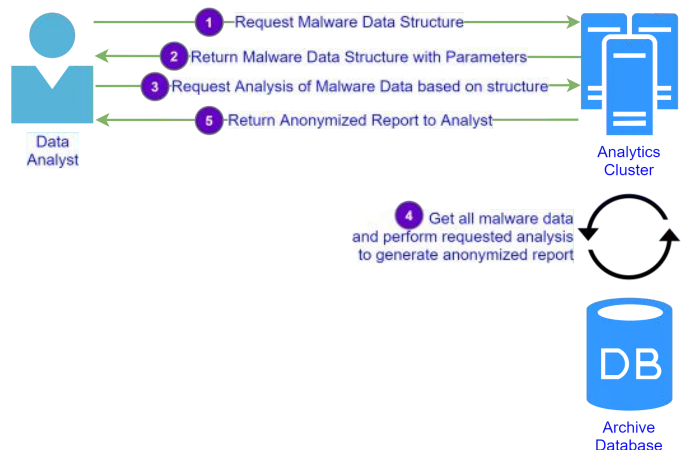 1 Request Malware Data Structure
2 Return Malware Data Structure with Parameters
3 Request Analysis of Malware Data based on structure
5 Return Anonymized Report to Analyst
Data
Analyst
Analytics
Cluster
4 Get all malware data
and perform requested analysis
to generate anonymized report
DB
Archive
Database